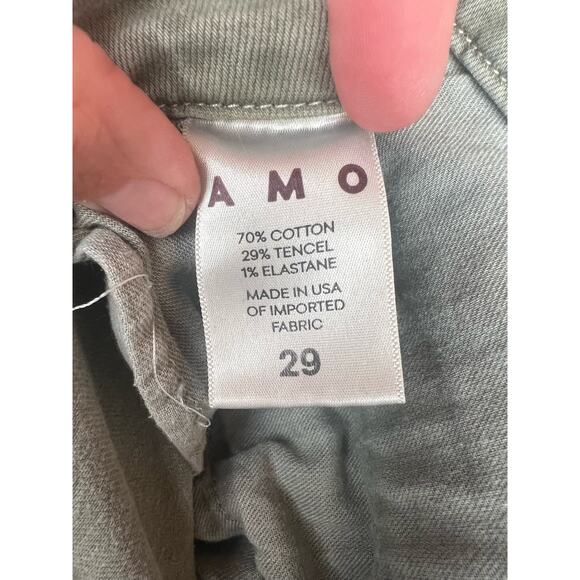 AMO
70% COTTON
29% TENCEL
1% ELASTANE
MADE IN USA
OF IMPORTED
FABRIC
29